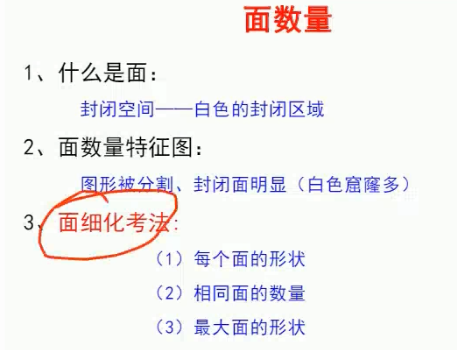 面数量
1、什么是面：
封闭空间——白色的封闭区域
2、面数量特征图：
图形被分割、封闭面明显（白色窟窿多）
3、面细化考法：
（1）每个面的形状
（2）相同面的数量
（3）最大面的形状